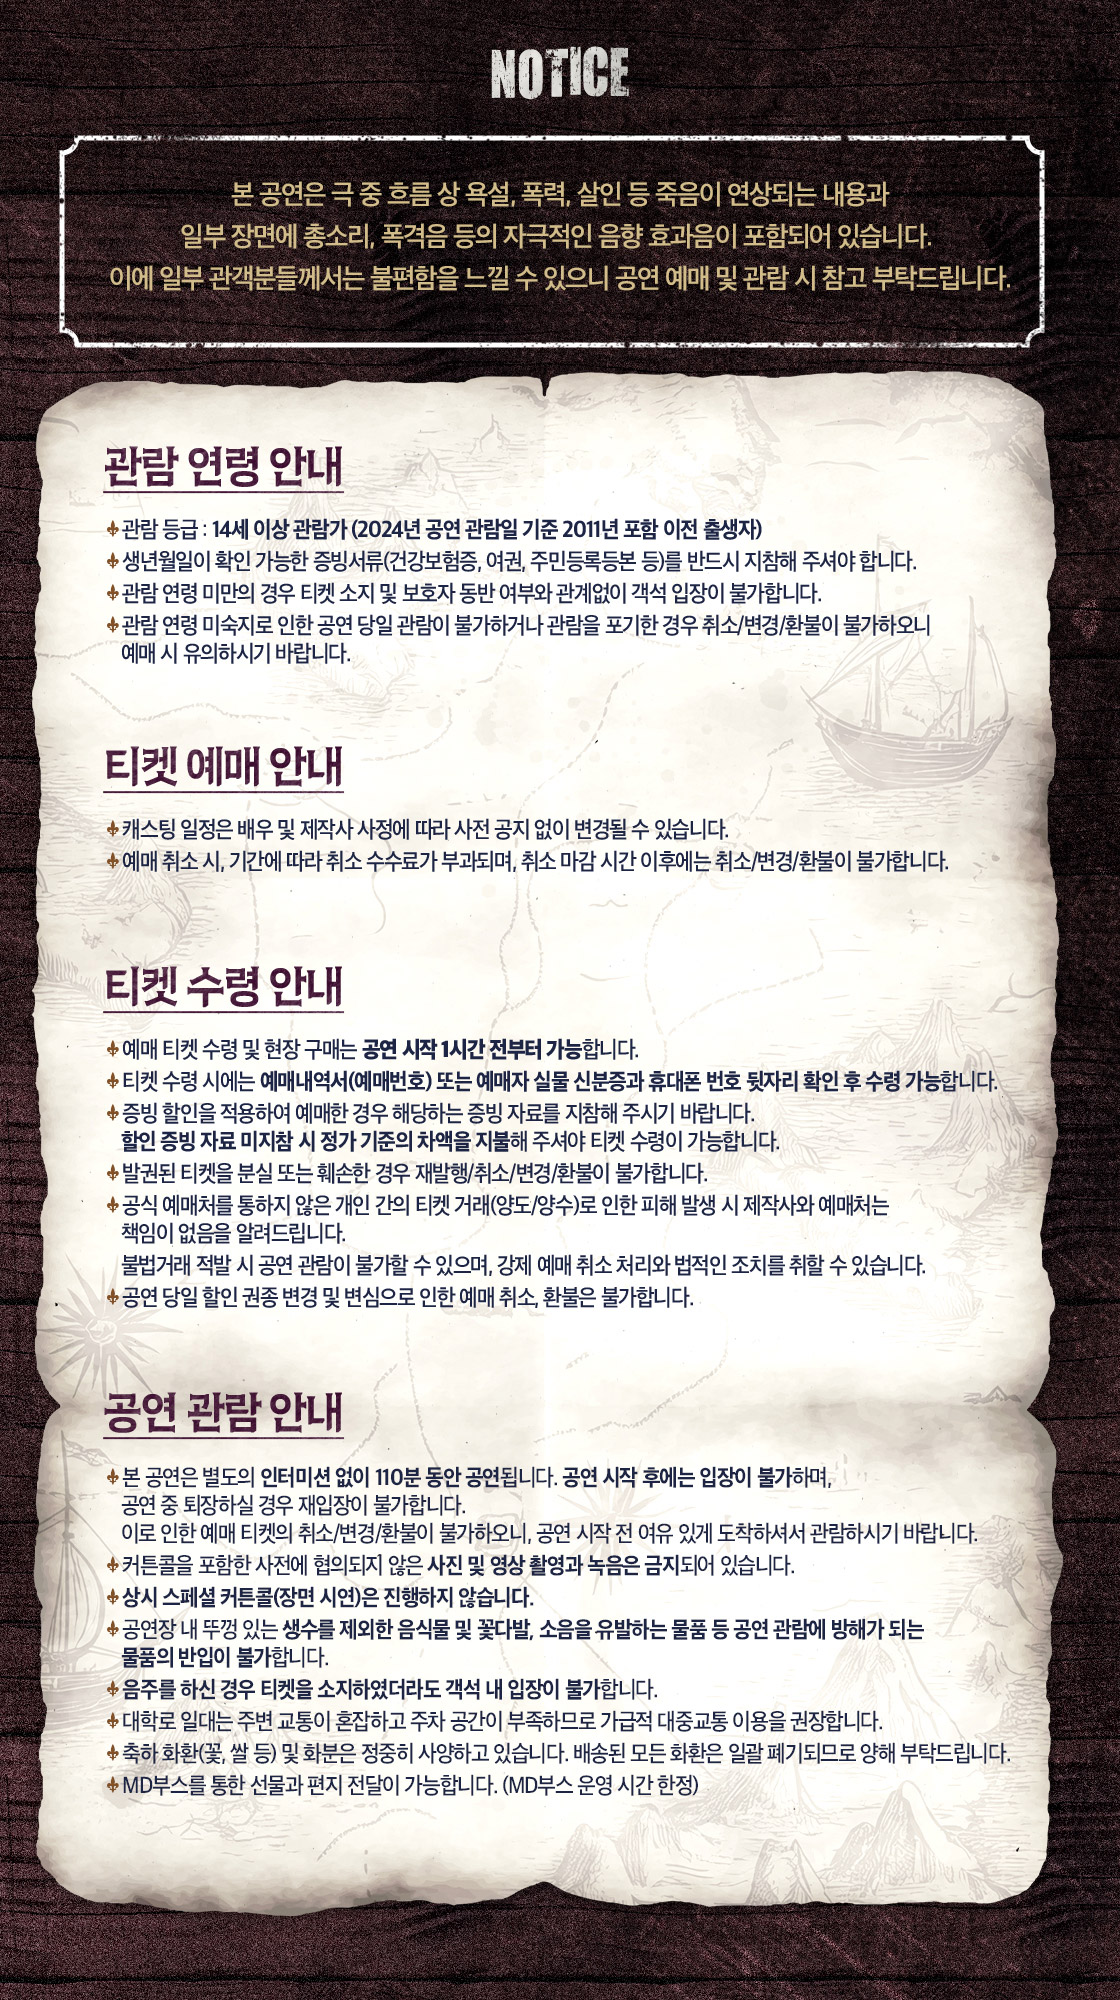 NOTICE
본 공연은 극 중 흐름 상 욕설, 폭력, 살인 등 죽음이 연상되는 내용과
일부 장면에 총소리, 폭격음 등의 자극적인 음향 효과음이 포함되어 있습니다.
이에 일부 관객분들께서는 불편함을 느낄 수 있으니 공연 예매 및 관람 시 참고 부탁드립니다.
관람 연령 안내
관람 등급 : 14세 이상 관람가 (2024년 공연 관람일 기준 2011년 포함 이전 출생자)
생년월일이 확인 가능한 증빙서류(건강보험증, 여권, 주민등록등본 등)를 반드시 지참해 주셔야 합니다.
관람 연령 미만의 경우 티켓 소지 및 보호자 동반 여부와 관계없이 객석 입장이 불가합니다.
관람 연령 미숙지로 인한 공연 당일 관람이 불가하거나 관람을 포기한 경우 취소/변경/환불이 불가하오니
예매 시 유의하시기 바랍니다.
티켓 예매 안내
캐스팅 일정은 배우 및 제작사 사정에 따라 사전 공지 없이 변경될 수 있습니다.
예매 취소 시, 기간에 따라 취소 수수료가 부과되며, 취소 마감 시간 이후에는 취소/변경/환불이 불가합니다.
티켓 수령 안내
예매 티켓 수령 및 현장 구매는 공연 시작 1시간 전부터 가능합니다.
티켓 수령 시에는 예매내역서(예매번호) 또는 예매자 실물 신분증과 휴대폰 번호 뒷자리 확인 후 수령 가능합니다.
증빙 할인을 적용하여 예매한 경우 해당하는 증빙 자료를 지참해 주시기 바랍니다.
할인 증빙 자료 미지참 시 정가 기준의 차액을 지불해 주셔야 티켓 수령이 가능합니다.
발권된 티켓을 분실 또는 훼손한 경우 재발행/취소/변경/환불이 불가합니다.
공식 예매처를 통하지 않은 개인 간의 티켓 거래(양도/양수)로 인한 피해 발생 시 제작사와 예매처는
책임이 없음을 알려드립니다.
불법거래 적발 시 공연 관람이 불가할 수 있으며, 강제 예매 취소 처리와 법적인 조치를 취할 수 있습니다.
공연 당일 할인 권종 변경 및 변심으로 인한 예매 취소, 환불은 불가합니다.
공연 관람 안내
본 공연은 별도의 인터미션 없이 110분 동안 공연됩니다. 공연 시작 후에는 입장이 불가하며,
공연 중 퇴장하실 경우 재입장이 불가합니다.
이로 인한 예매 티켓의 취소/변경/환불이 불가하오니, 공연 시작 전 여유 있게 도착하셔서 관람하시기 바랍니다.
커튼콜을 포함한 사전에 협의되지 않은 사진 및 영상 촬영과 녹음은 금지되어 있습니다.
상시 스페셜 커튼콜(장면 시연)은 진행하지 않습니다.
공연장 내 뚜껑 있는 생수를 제외한 음식물 및 꽃다발, 소음을 유발하는 물품 등 공연 관람에 방해가 되는
물품의 반입이 불가합니다.
음주를 하신 경우 티켓을 소지하였더라도 객석 내 입장이 불가합니다.
대학로 일대는 주변 교통이 혼잡하고 주차 공간이 부족하므로 가급적 대중교통 이용을 권장합니다.
축하 화환(꽃, 쌀 등) 및 화분은 정중히 사양하고 있습니다. 배송된 모든 화환은 일괄 폐기되므로 양해 부탁드립니다.
MD부스를 통한 선물과 편지 전달이 가능합니다. (MD부스 운영 시간 한정)